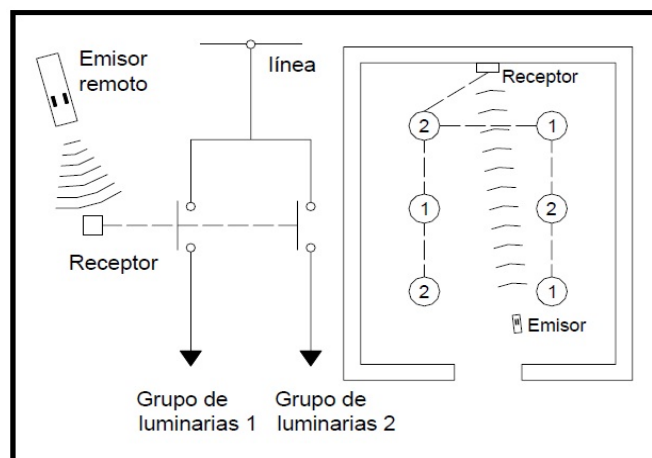 Emisor
remoto
línea
Receptor
Grupo de
luminarias 1
Grupo de
luminarias 2
Receptor
2
1
1
2
2
1
Emisor